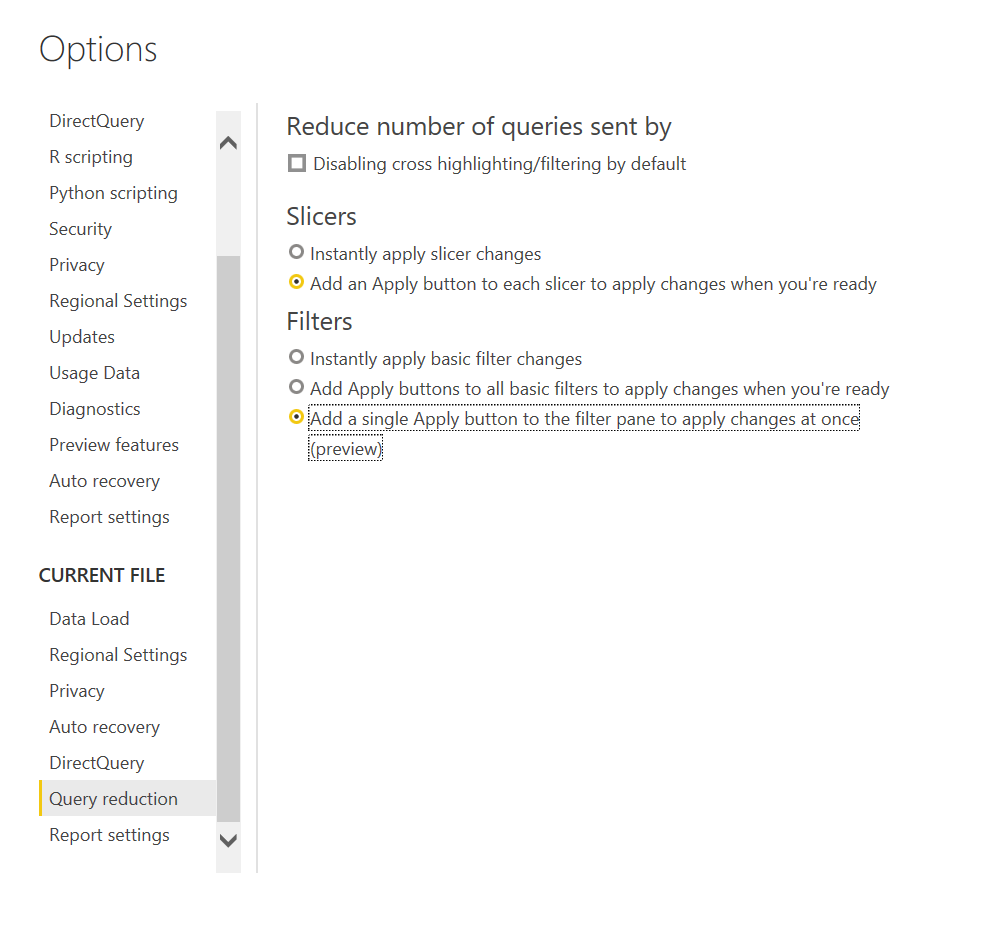 Options
DirectQuery
R scripting
Python scripting
Security
Privacy
Regional Settings
Updates
Usage Data
Diagnostics
Preview features
Auto recovery
Report settings
CURRENT FILE
Data Load
Regional Settings
Privacy
Auto recovery
DirectQuery
Query reduction
Report settings
Reduce number of queries sent by
Disabling cross highlighting/filtering by default
Slicers
Instantly apply slicer changes
Add an Apply button to each slicer to apply changes when you're ready
Filters
Instantly apply basic filter changes
Add Apply buttons to all basic filters to apply changes when you're ready
Add a single Apply button to the filter pane to apply changes at once
(preview)